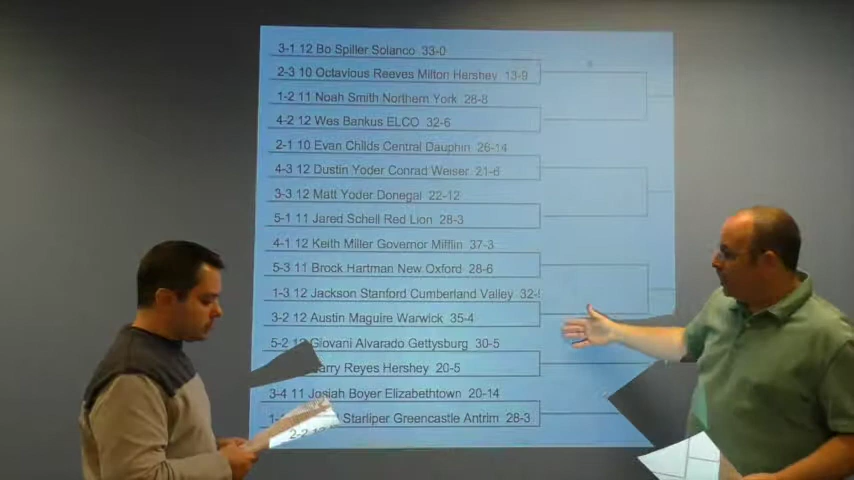 3-1 12 Bo Spiller Solanco 33-0
2-3 10 Octavious Reeves Milton Hershey 13-9
1-2 11 Noah Smith Northern York 28-8
4-2 12 Wes Bankus ELCO 32-6
2-1 10 Evan Childs Central Dauphin 26-14
4-3 12 Dustin Yoder Conrad Weiser 21-6
3-3 12 Matt Yoder Donegal 22-12
5-1 11 Jared Schell Red Lion 28-3
4-1 12 Keith Miller Governor Mifflin 37-3
5-3 11 Brock Hartman New Oxford 28-6
1-3 12 Jackson Stanford Cumberland Valley 32-
3-2 12 Austin Maguire Warwick 35-4
5-2 12 Giovani Alvarado Gettysburg 30-5
Reyes Hershey 20-5
3-4 11 Josiah Boyer Elizabethtown 20-14
Starliper Greencastle Antrim 28-3
2-2 12